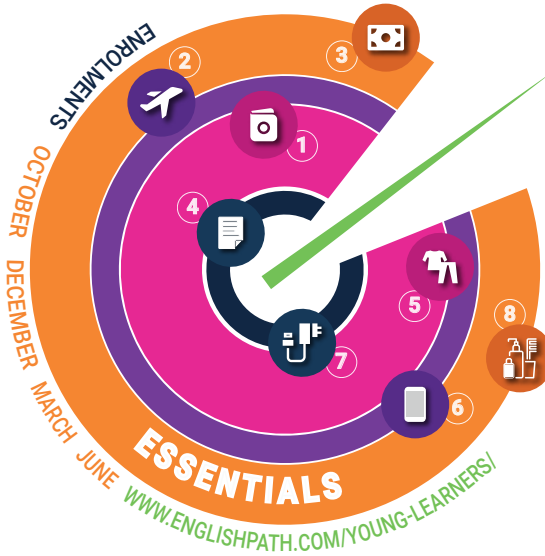 ENROLMENTS
OCTOBER DECEMBER MARCH JUNE
1
2
3
4
5
6
7
8
ESSENTIALS
WWW.ENGLISHPATH.COM/YOUNG-LEARNERS/